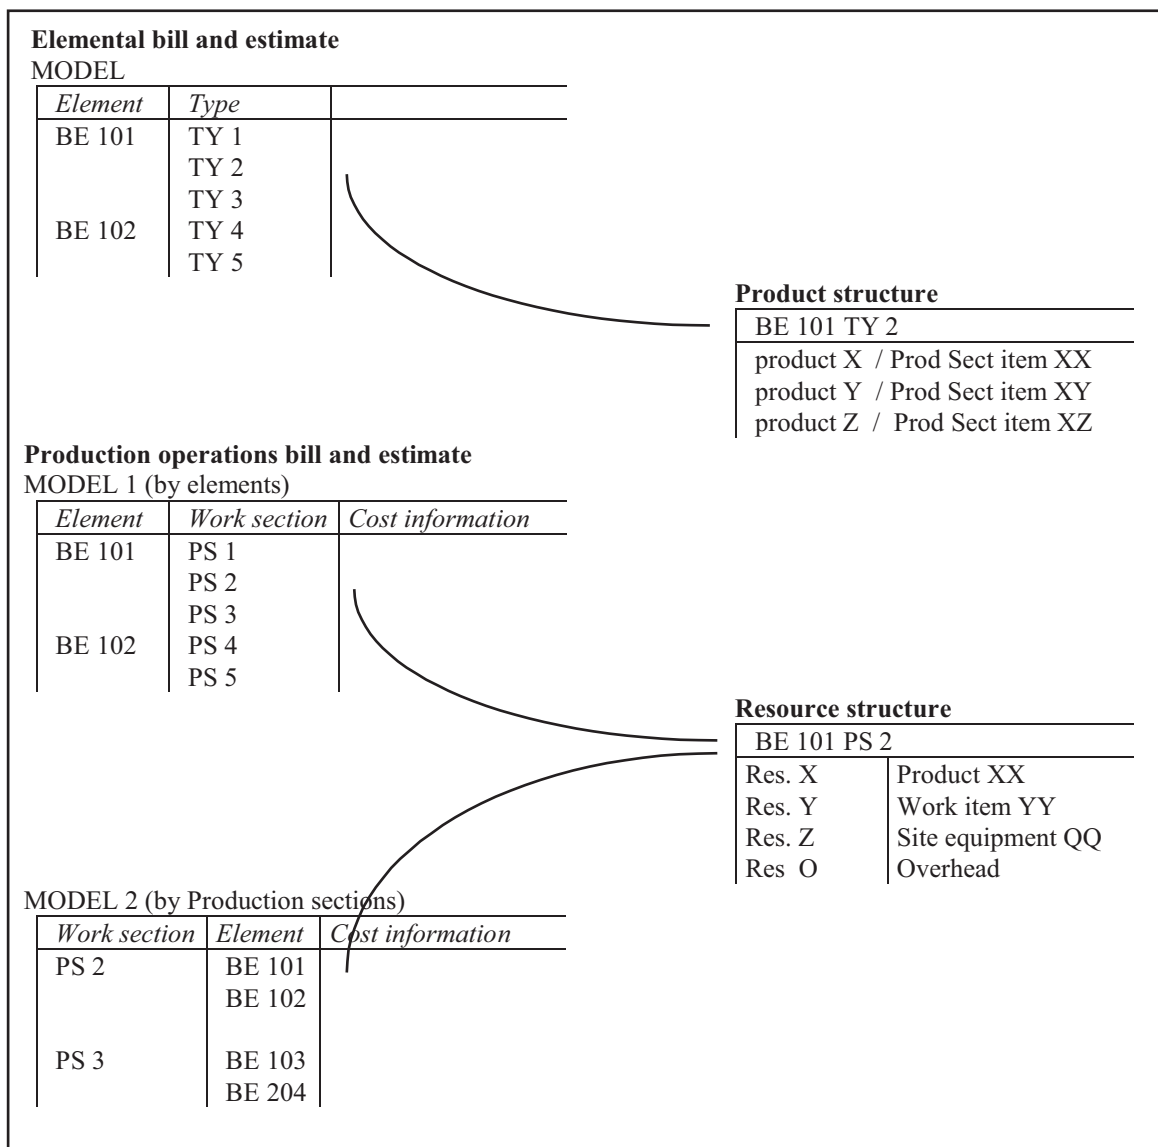 Elemental bill and estimate
MODEL
Element Type
BE 101 TY 1
TY 2
TY 3
BE 102 TY 4
TY 5
Product structure
BE 101 TY 2
product X / Prod Sect item XX
product Y / Prod Sect item XY
product Z / Prod Sect item XZ
Production operations bill and estimate
MODEL 1 (by elements)
Element Work section Cost information
BE 101 PS 1
PS 2
PS 3
BE 102 PS 4
PS 5
Resource structure
BE 101 PS 2
Res. X Product XX
Res. Y Work item YY
Res. Z Site equipment QQ
Res O Overhead
MODEL 2 (by Production sections)
Work section Element Cost information
PS 2 BE 101
BE 102
PS 3 BE 103
BE 204